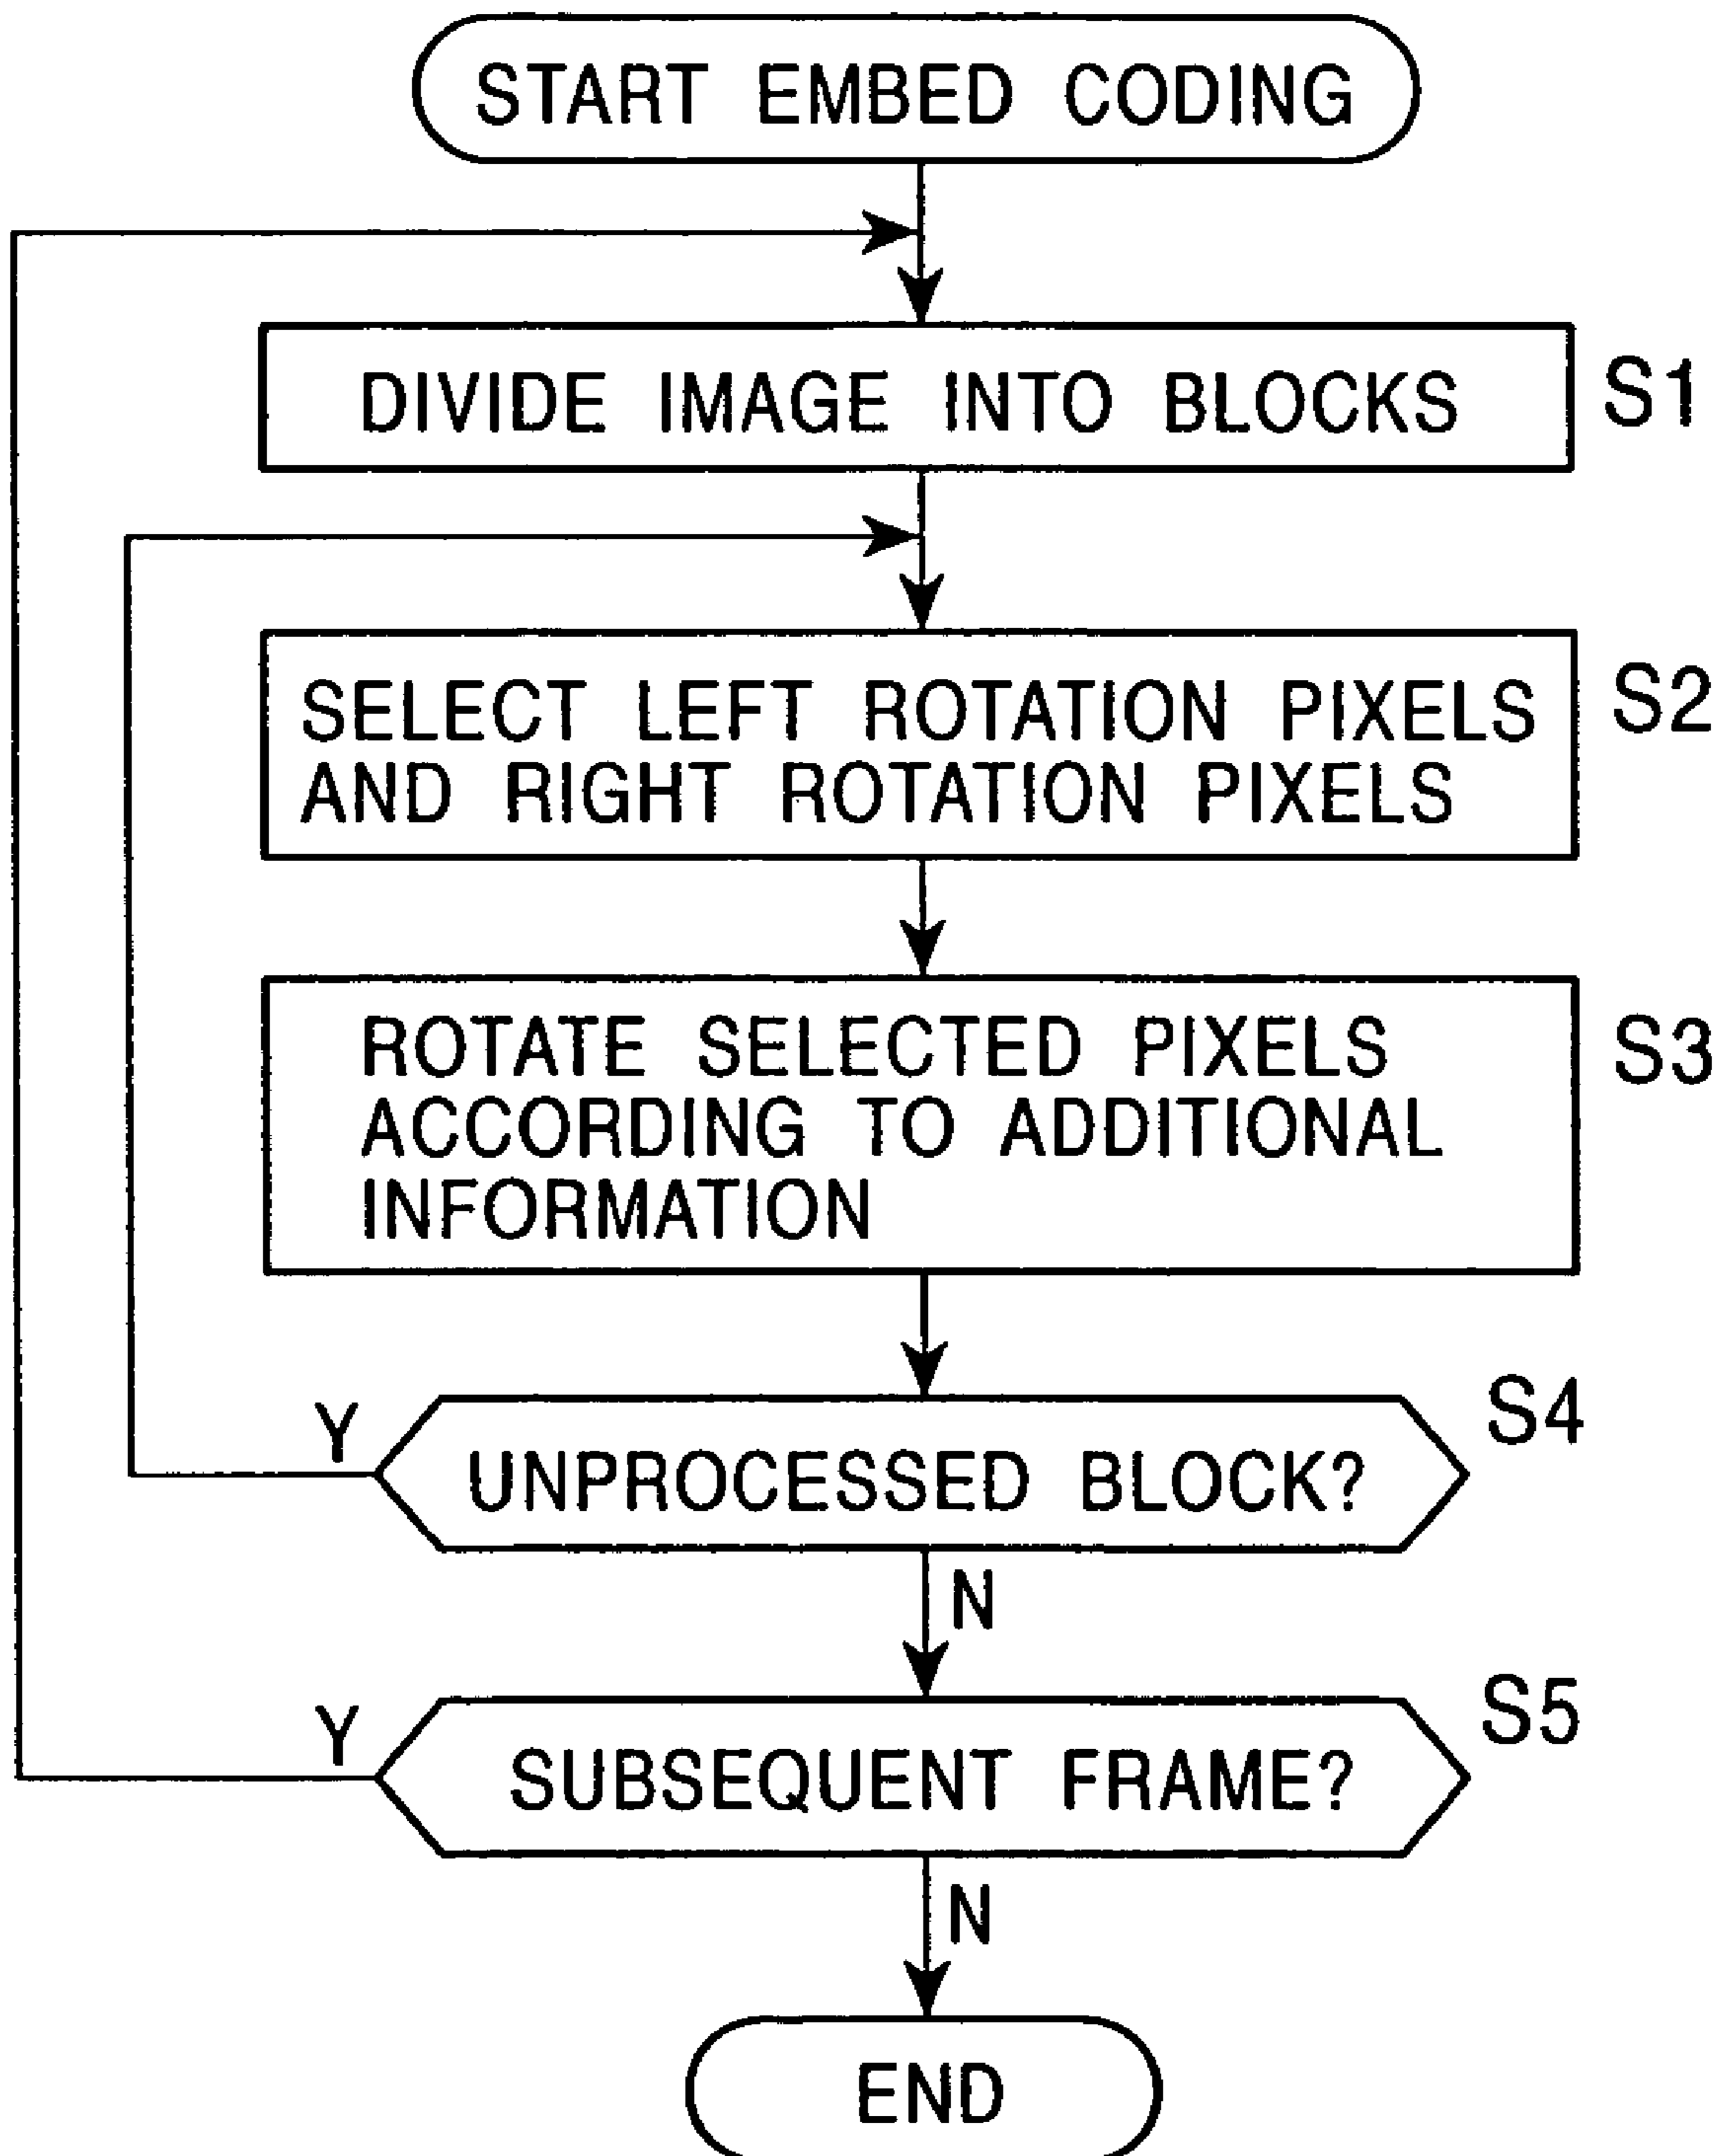 START EMBED CODING
DIVIDE IMAGE INTO BLOCKS
S1
SELECT LEFT ROTATION PIXELS
AND RIGHT ROTATION PIXELS
S2
ROTATE SELECTED PIXELS
ACCORDING TO ADDITIONAL
INFORMATION
S3
Y
UNPROCESSED BLOCK?
S4
N
Y
SUBSEQUENT FRAME?
S5
N
END